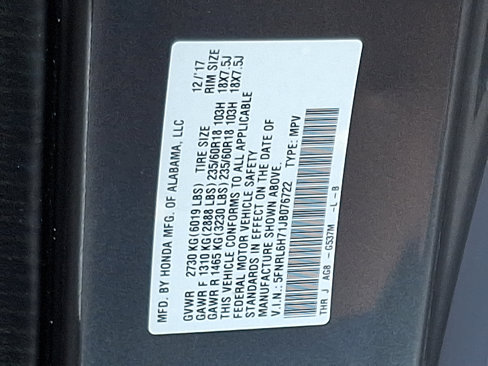 MFD. BY HONDA MFG. OF ALABAMA, LLC 12/'17
GVWR 2730 KG(6019 LBS) TIRE SIZE RIM SIZE
GAWR F 1310 KG(2888 LBS) 235/60R18 103H 18X7.5J
GAWR R 1465 KG(3230 LBS) 235/60R18 103H 18X7.5J
THIS VEHICLE CONFORMS TO ALL APPLICABLE
FEDERAL MOTOR VEHICLE SAFETY
STANDARDS IN EFFECT ON THE DATE OF
MANUFACTURE SHOWN ABOVE.
V.I.N.: 5FNRL6H71JB076722 TYPE: MPV
THR J AG8 - G537M -L-B